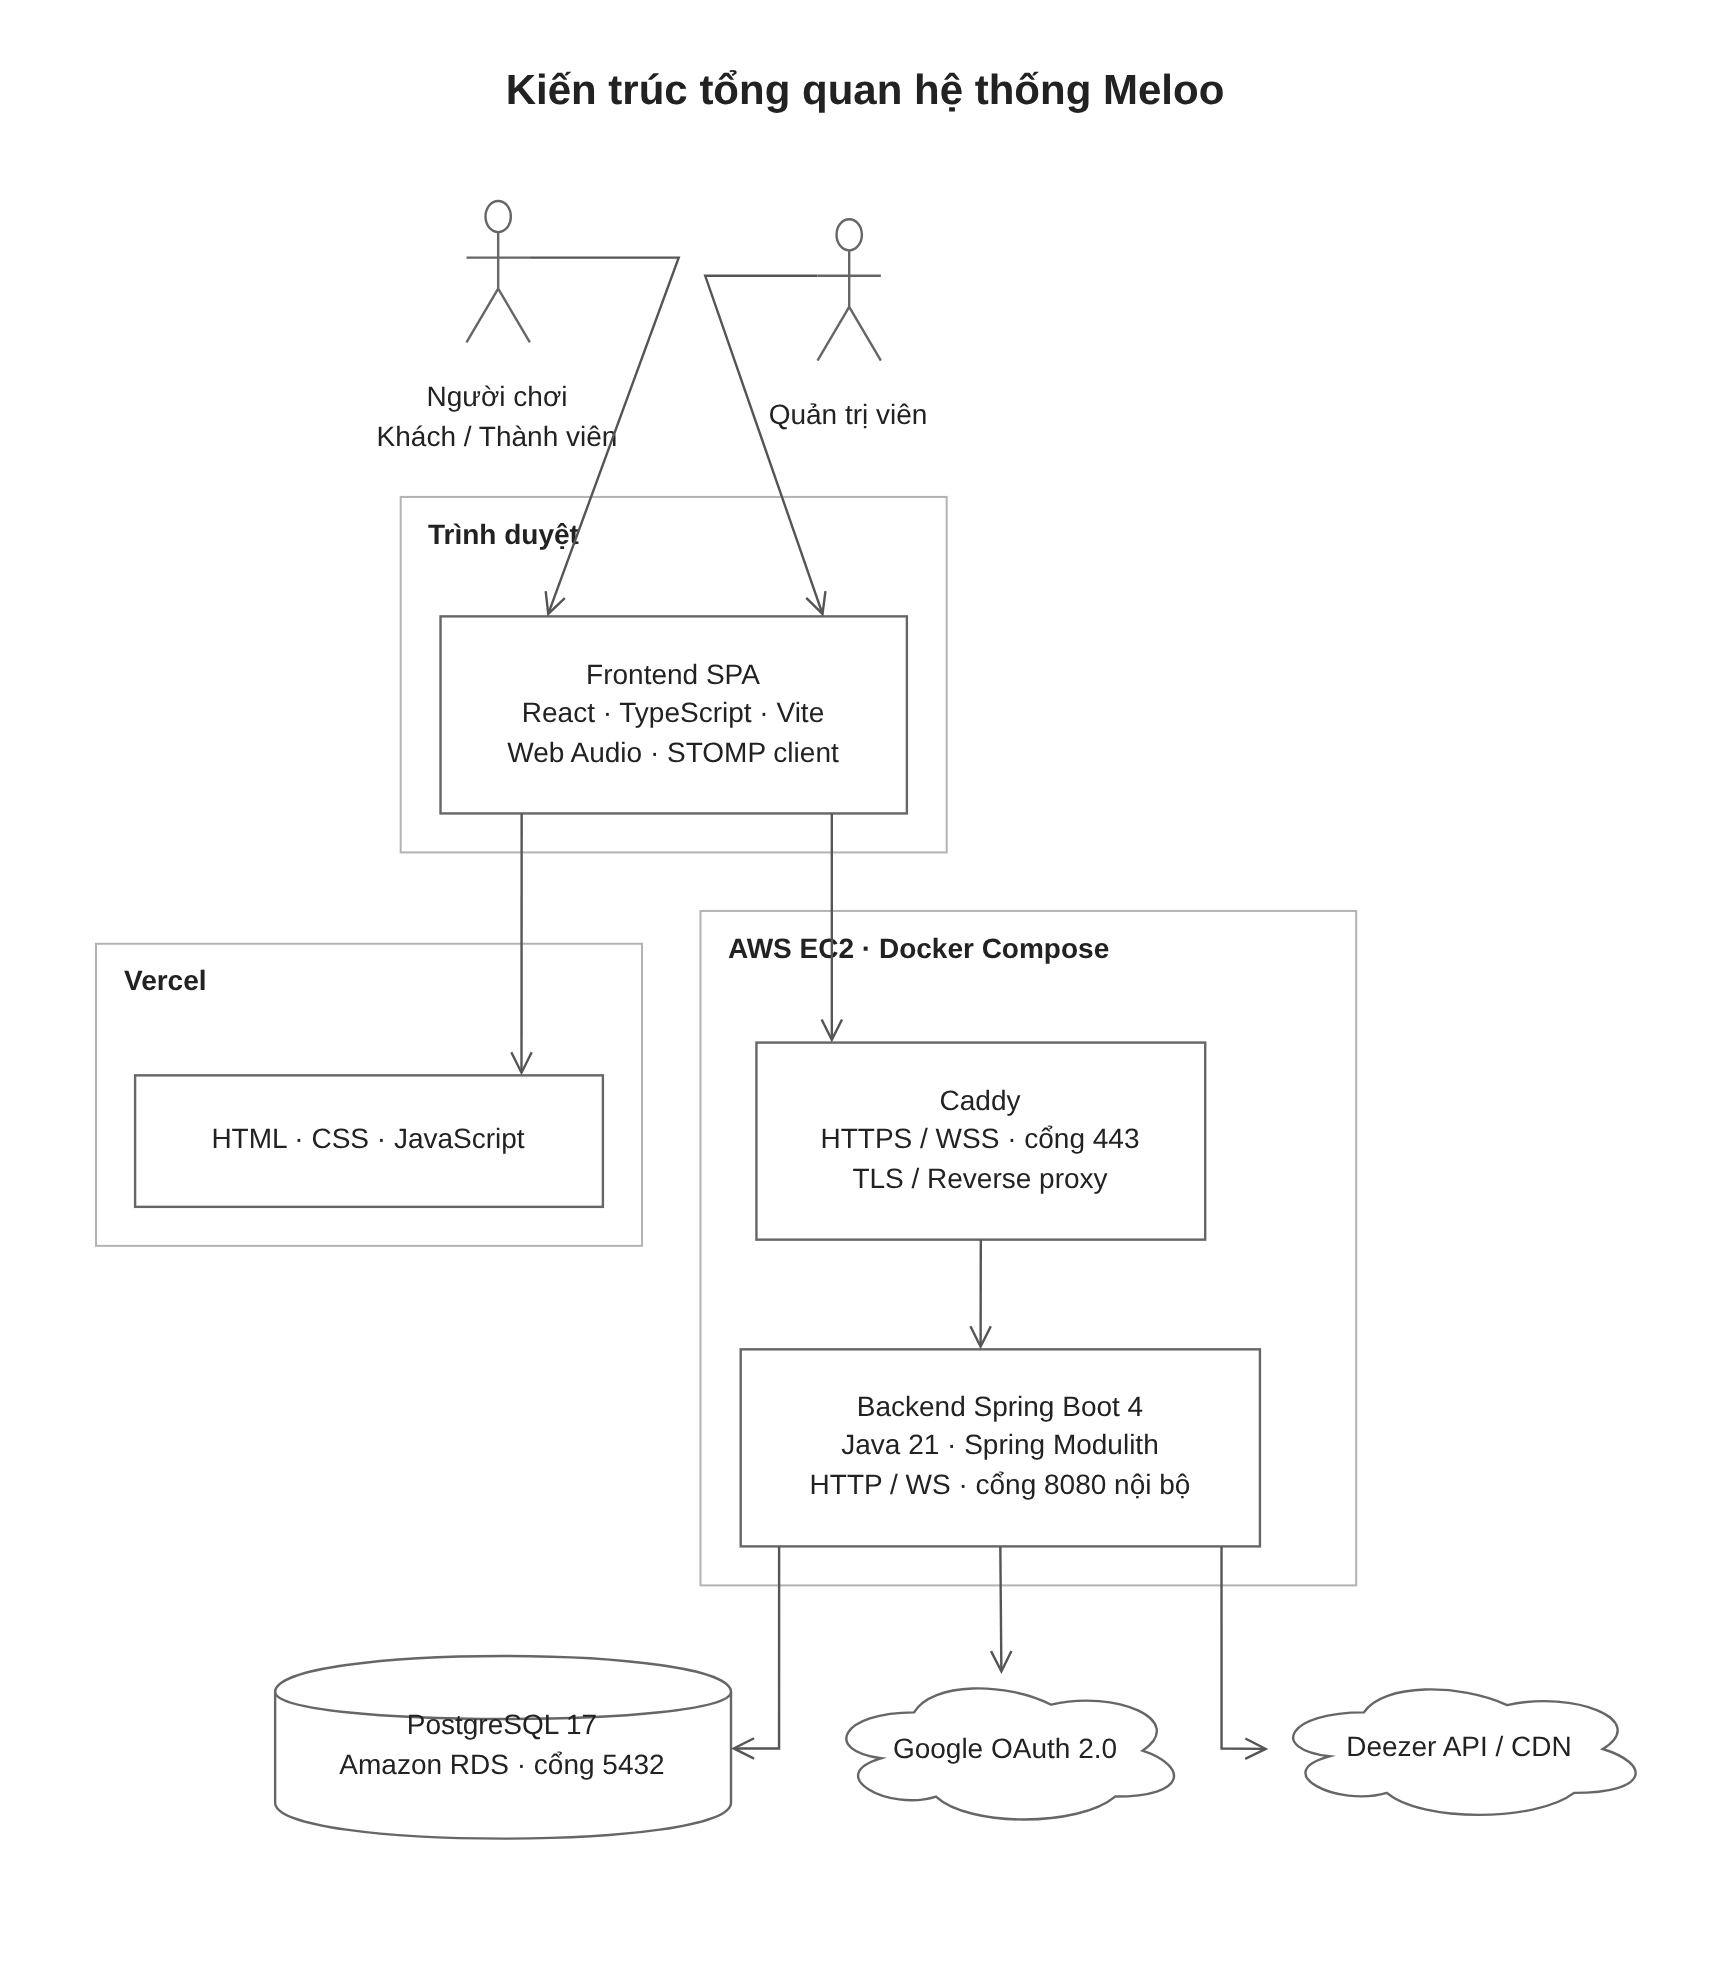 Kiến trúc tổng quan hệ thống Meloo
Người chơi
Khách / Thành viên
Quản trị viên
Trình duyệt
Frontend SPA
React · TypeScript · Vite
Web Audio · STOMP client
Vercel
HTML · CSS · JavaScript
AWS EC2 · Docker Compose
Caddy
HTTPS / WSS · cổng 443
TLS / Reverse proxy
Backend Spring Boot 4
Java 21 · Spring Modulith
HTTP / WS · cổng 8080 nội bộ
PostgreSQL 17
Amazon RDS · cổng 5432
Google OAuth 2.0
Deezer API / CDN